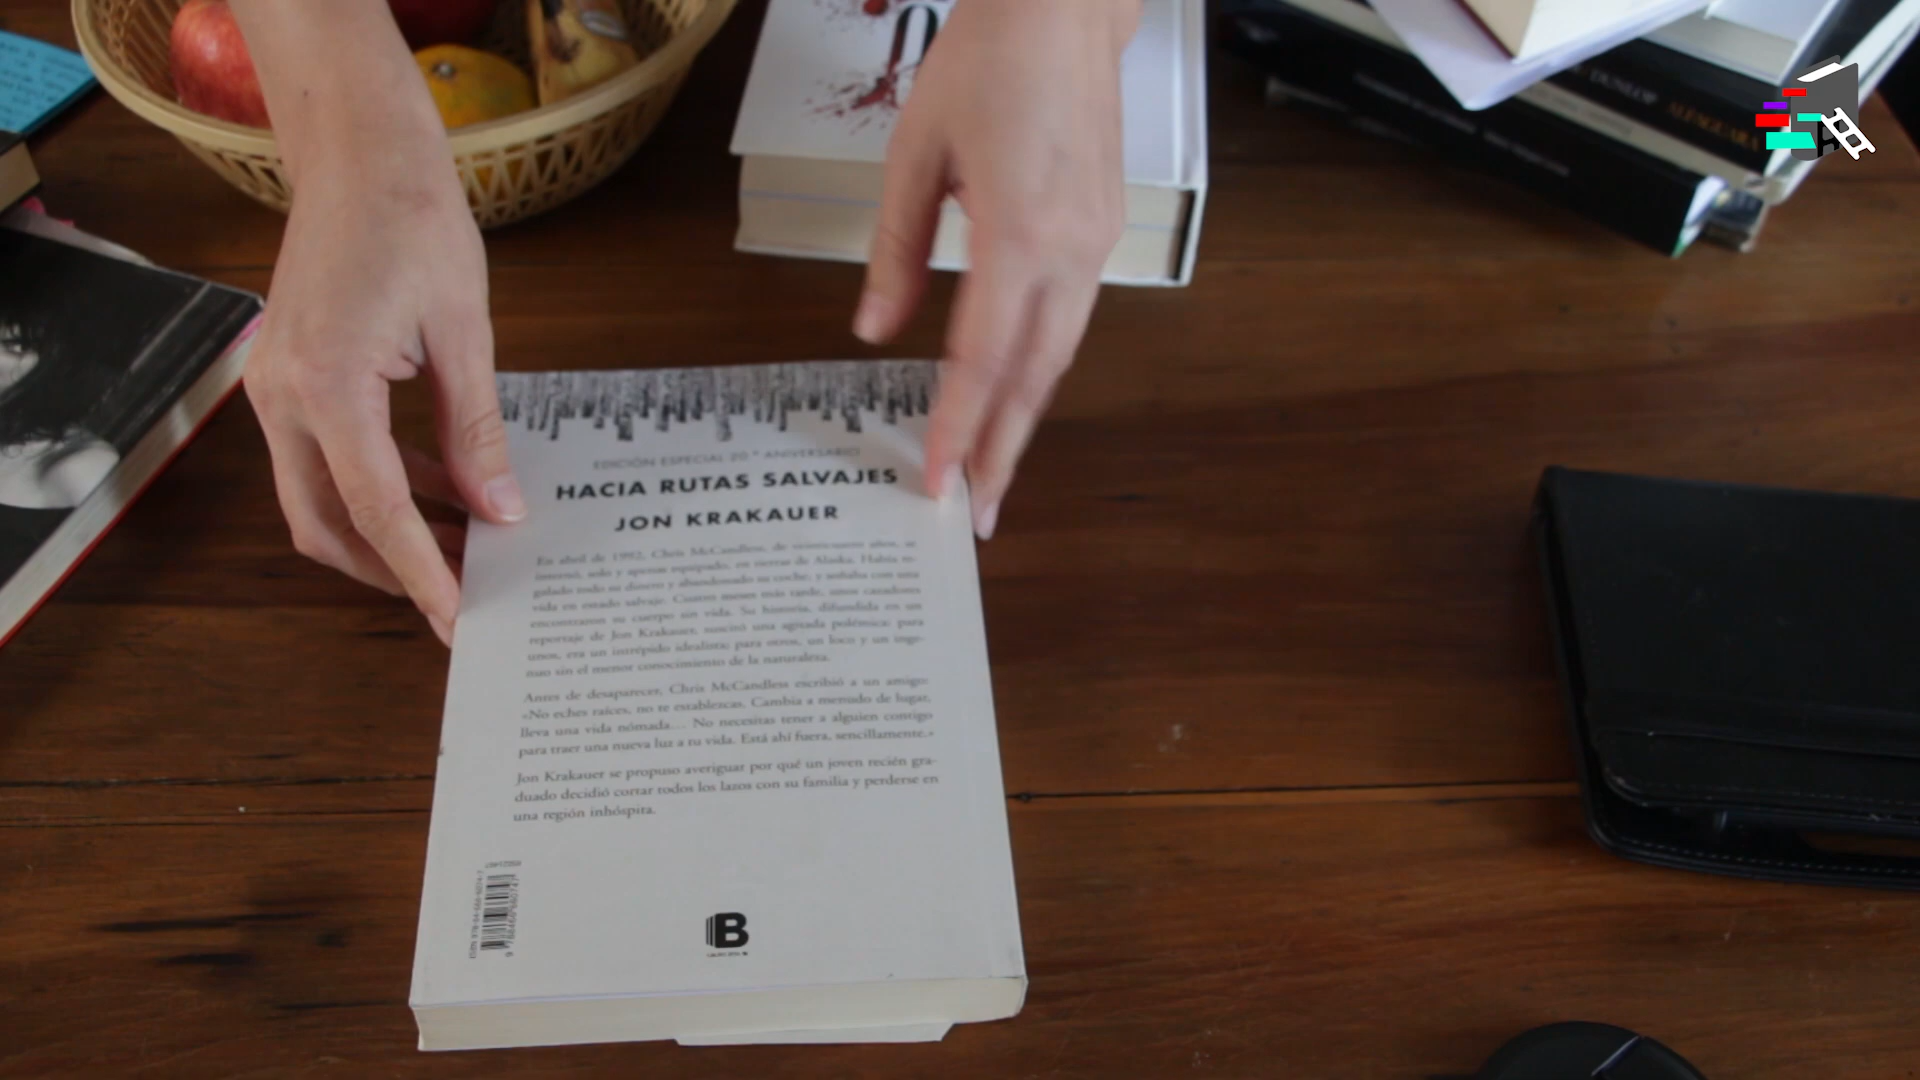 EDICIÓN ESPECIAL 20º ANIVERSARIO
HACIA RUTAS SALVAJES
JON KRAKAUER
En abril de 1992, Chris McCandless, de veinticuatro años, se
internó, solo y apenas equipado, en tierras de Alaska. Había re-
galado todo su dinero y abandonado su coche, y soñaba con una
vida en estado salvaje. Cuatro meses más tarde, unos cazadores
encontraron su cuerpo sin vida. Su historia, difundida en un
reportaje de Jon Krakauer, suscitó una agitada polémica: para
unos, era un intrépido idealista; para otros, un loco y un inge-
nuo sin el menor conocimiento de la naturaleza.
Antes de desaparecer, Chris McCandless escribió a un amigo:
«No eches raíces, no te establezcas. Cambia a menudo de lugar,
lleva una vida nómada… No necesitas tener a alguien contigo
para traer una nueva luz a tu vida. Está ahí fuera, sencillamente.»
Jon Krakauer se propuso averiguar por qué un joven recién gra-
duado decidió cortar todos los lazos con su familia y perderse en
una región inhóspita.
B